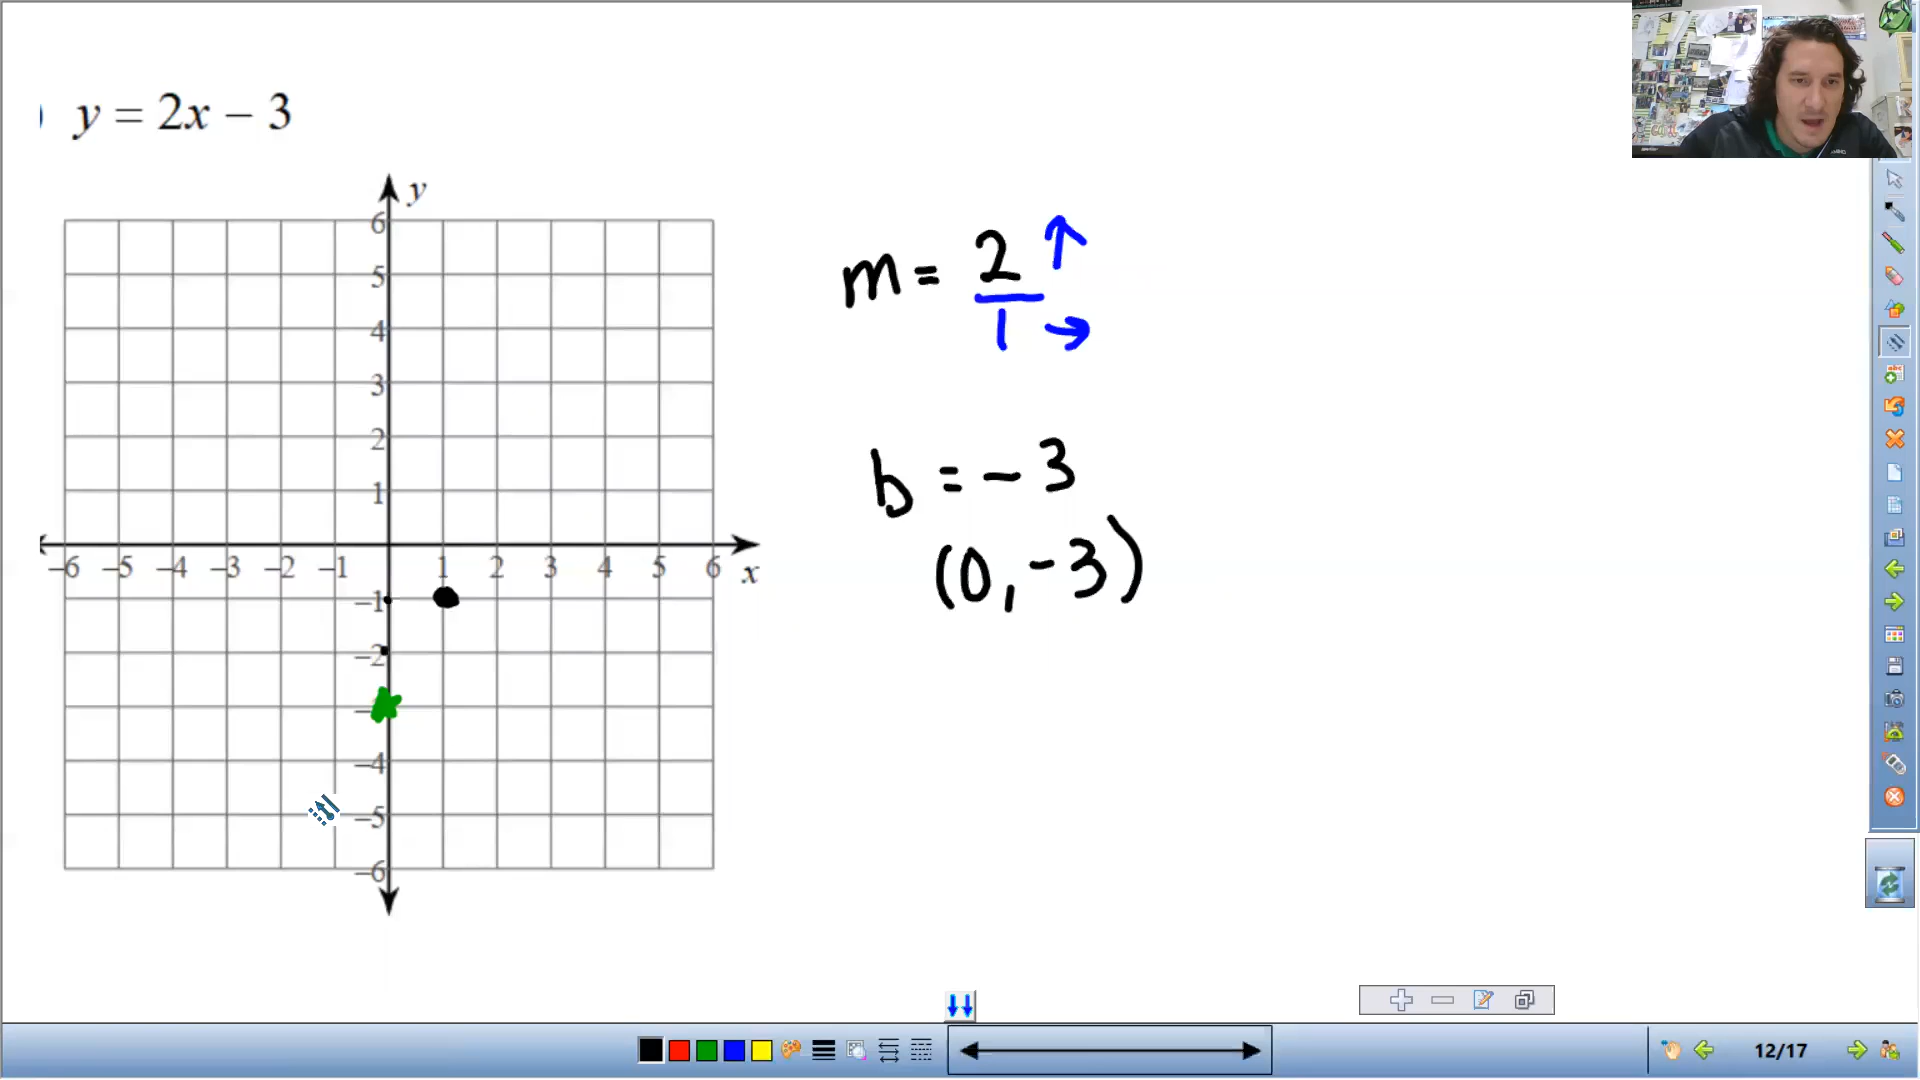 y = 2x − 3
y
6
5
4
3
2
1
−6 −5 −4 −3 −2 −1 1 2 3 4 5 6 x
−1
−2
−4
−5
−6
m = 2
1
b = − 3
(0, -3)
12/17